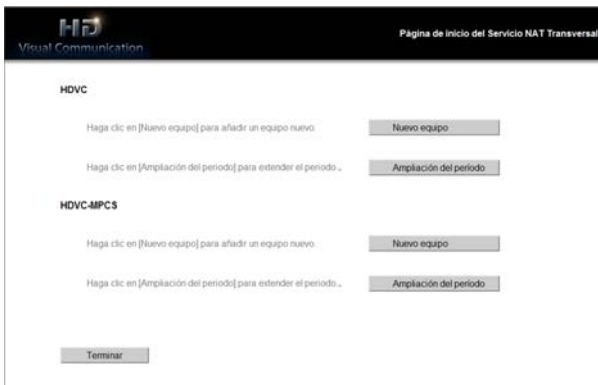 HD
Visual Communication
Página de inicio del Servicio NAT Transversal
HDVC
Haga clic en [Nuevo equipo] para añadir un equipo nuevo.
Nuevo equipo
Haga clic en [Ampliación del periodo] para extender el periodo..
Ampliación del período
HDVC-MPCS
Haga clic en [Nuevo equipo] para añadir un equipo nuevo.
Nuevo equipo
Haga clic en [Ampliación del periodo] para extender el periodo..
Ampliación del período
Terminar